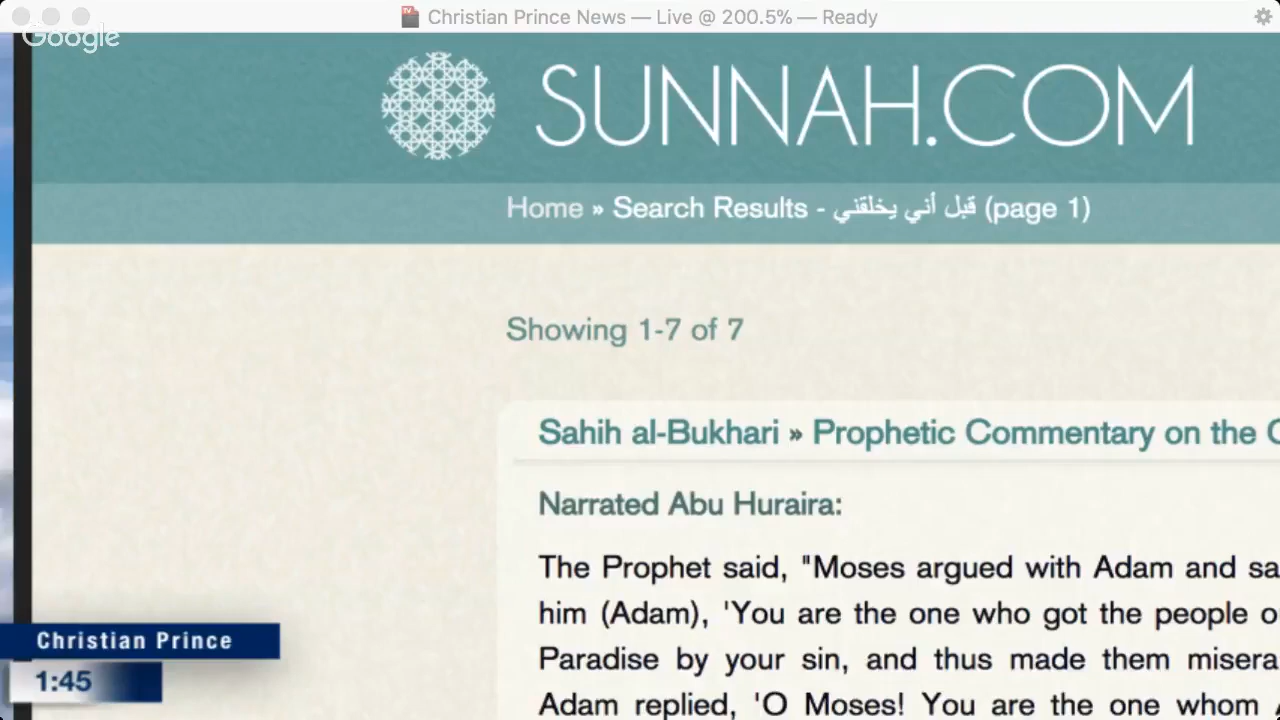 Christian Prince News — Live @ 200.5% — Ready
Google
SUNNAH.COM
Home » Search Results - قبل أني يخلقني (page 1)
Showing 1-7 of 7
Sahih al-Bukhari » Prophetic Commentary on the
Narrated Abu Huraira:
The Prophet said, "Moses argued with Adam and sa
him (Adam), 'You are the one who got the people o
Paradise by your sin, and thus made them misera
Adam replied, 'O Moses! You are the one whom
Christian Prince
1:45